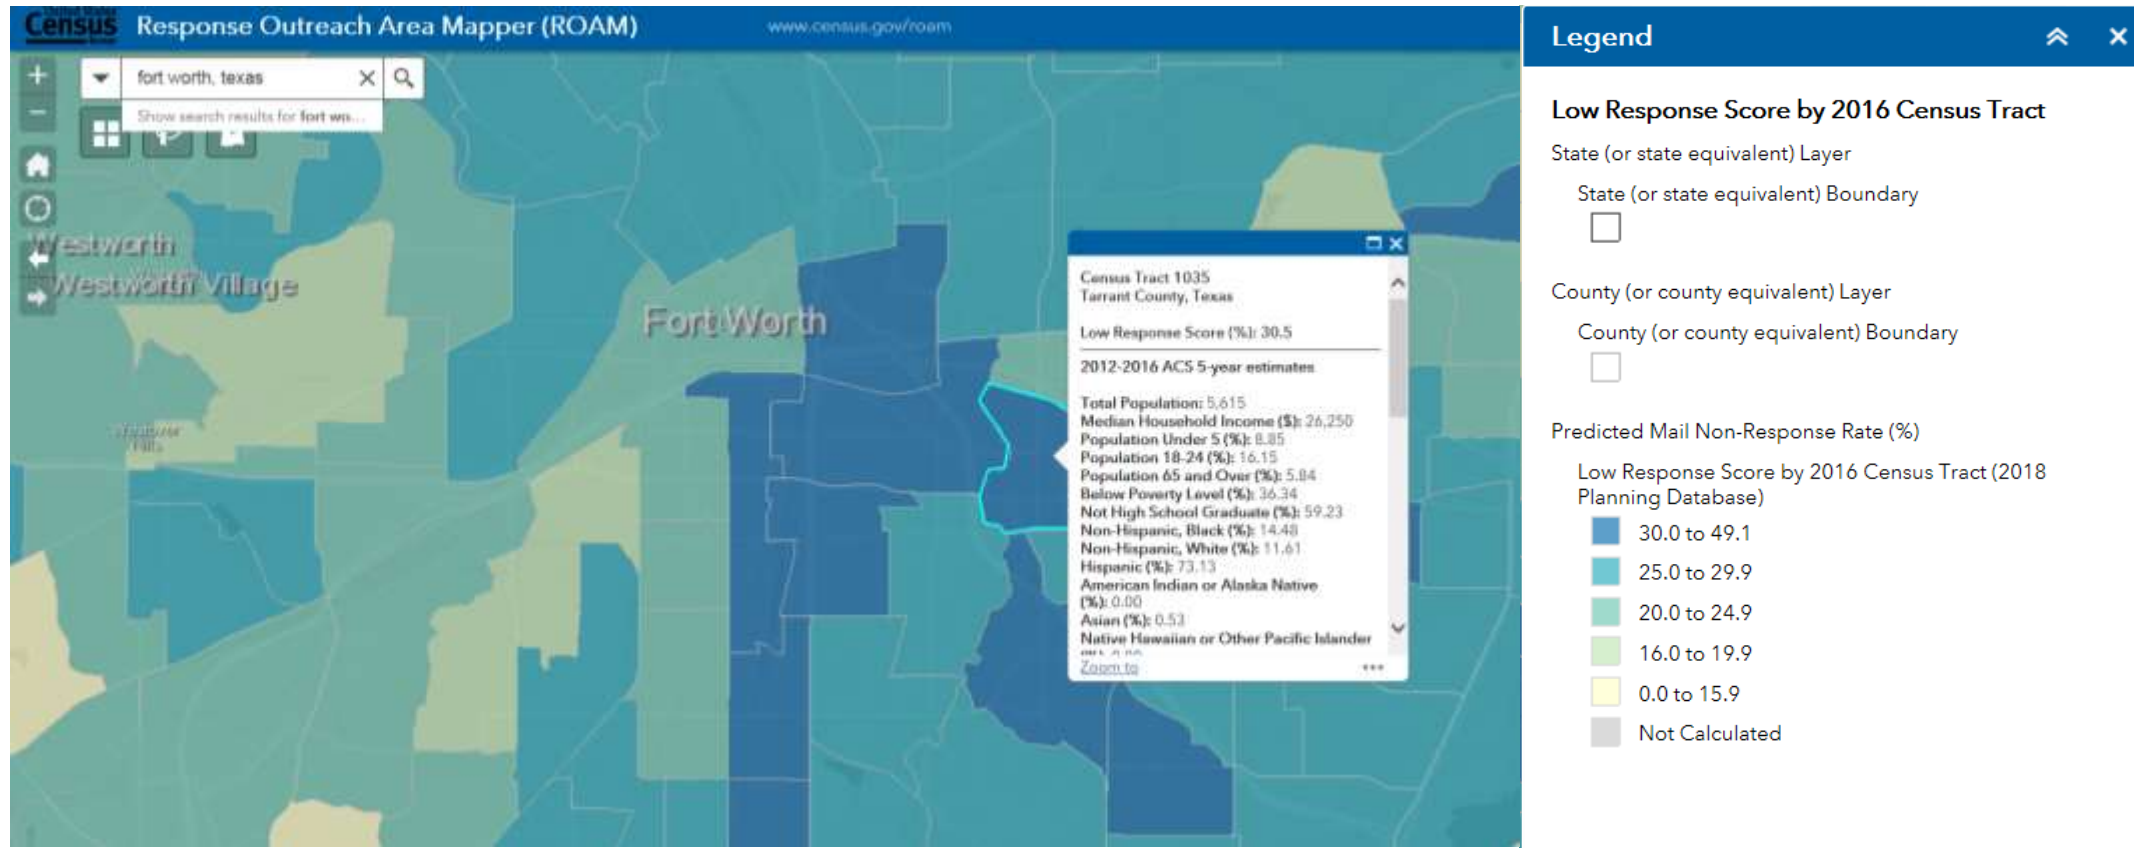 United States
Census
Bureau
Response Outreach Area Mapper (ROAM)
www.census.gov/roam
fort worth, texas
Show search results for fort wo...
Westworth
Westworth Village
Fort Worth
Westover
Hills
Census Tract 1035
Tarrant County, Texas
Low Response Score (%): 30.5
2012-2016 ACS 5-year estimates
Total Population: 5,615
Median Household Income ($): 26,250
Population Under 5 (%): 8.85
Population 18-24 (%): 16.15
Population 65 and Over (%): 5.84
Below Poverty Level (%): 36.34
Not High School Graduate (%): 59.23
Non-Hispanic, Black (%): 14.48
Non-Hispanic, White (%): 11.61
Hispanic (%): 73.13
American Indian or Alaska Native
(%): 0.00
Asian (%): 0.53
Native Hawaiian or Other Pacific Islander
Zoom to
Legend
Low Response Score by 2016 Census Tract
State (or state equivalent) Layer
State (or state equivalent) Boundary
County (or county equivalent) Layer
County (or county equivalent) Boundary
Predicted Mail Non-Response Rate (%)
Low Response Score by 2016 Census Tract (2018
Planning Database)
30.0 to 49.1
25.0 to 29.9
20.0 to 24.9
16.0 to 19.9
0.0 to 15.9
Not Calculated